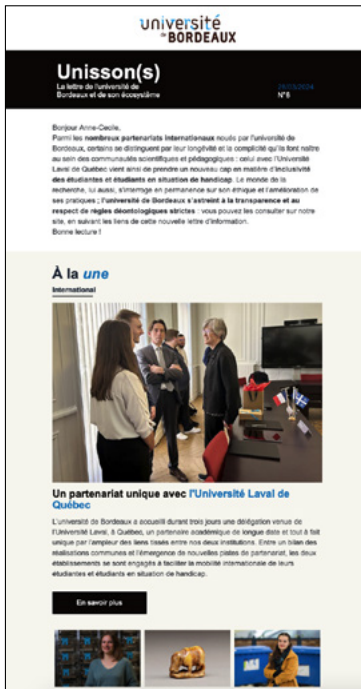 université
de BORDEAUX
Unisson(s)
La lettre de l'université de
Bordeaux et de son écosystème
28/03/2024
N°6
Bonjour Anne-Cecile,
Parmi les nombreux partenariats internationaux noués par l'université de
Bordeaux, certains se distinguent par leur longévité et la complicité qu'ils font naître
au sein des communautés scientifiques et pédagogiques : celui avec l'Université
Laval de Québec vient ainsi de prendre un nouveau cap en matière d'inclusivité
des étudiantes et étudiants en situation de handicap. Le monde de la
recherche, lui aussi, s'interroge en permanence sur son éthique et l'amélioration de
ses pratiques ; l'université de Bordeaux s'astreint à la transparence et au
respect de règles déontologiques strictes : vous pouvez les consulter sur notre
site, en suivant les liens de cette nouvelle lettre d'information.
Bonne lecture !
À la une
International
Un partenariat unique avec l'Université Laval de
Québec
L'université de Bordeaux a accueilli durant trois jours une délégation venue de
l'Université Laval, à Québec, un partenaire académique de longue date et tout à fait
unique par l'ampleur des liens tissés entre nos deux institutions. Entre un bilan des
réalisations communes et l'émergence de nouvelles pistes de partenariat, les deux
établissements se sont engagés à faciliter la mobilité internationale de leurs
étudiantes et étudiants en situation de handicap.
En savoir plus